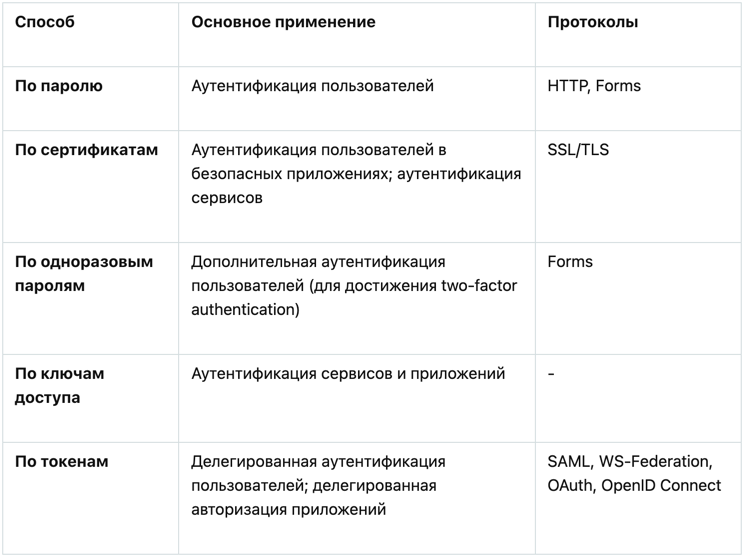 Способ
Основное применение
Протоколы
По паролю
Аутентификация пользователей
HTTP, Forms
По сертификатам
Аутентификация пользователей в
безопасных приложениях; аутентификация
сервисов
SSL/TLS
По одноразовым
паролям
Дополнительная аутентификация
пользователей (для достижения two-factor
authentication)
Forms
По ключам
доступа
Аутентификация сервисов и приложений
-
По токенам
Делегированная аутентификация
пользователей; делегированная
авторизация приложений
SAML, WS-Federation,
OAuth, OpenID Connect